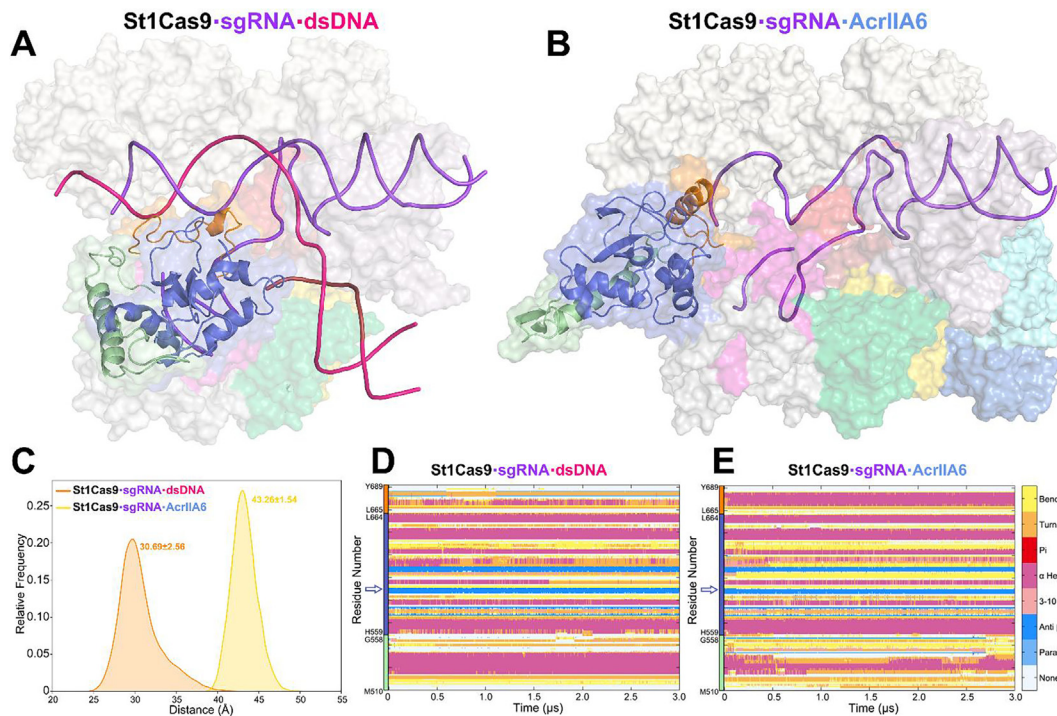 St1Cas9·sgRNA·dsDNA
St1Cas9·sgRNA·AcrIIA6
A
B
C
St1Cas9·sgRNA·dsDNA
St1Cas9·sgRNA·AcrIIA6
43.26±1.54
30.69±2.56
Relative Frequency
0.25
0.20
0.15
0.10
0.05
0
20 25 30 35 40 45 50 55
Distance (Å)
D
St1Cas9·sgRNA·dsDNA
Residue Number
Y689
L665
L664
H559
G558
M510
0 0.5 1.0 1.5 2.0 2.5 3.0
Time (μs)
E
St1Cas9·sgRNA·AcrIIA6
Residue Number
Y689
L665
L664
H559
G558
M510
0 0.5 1.0 1.5 2.0 2.5 3.0
Time (μs)
Turn
Pi
α He
3-10
Anti
Para
None